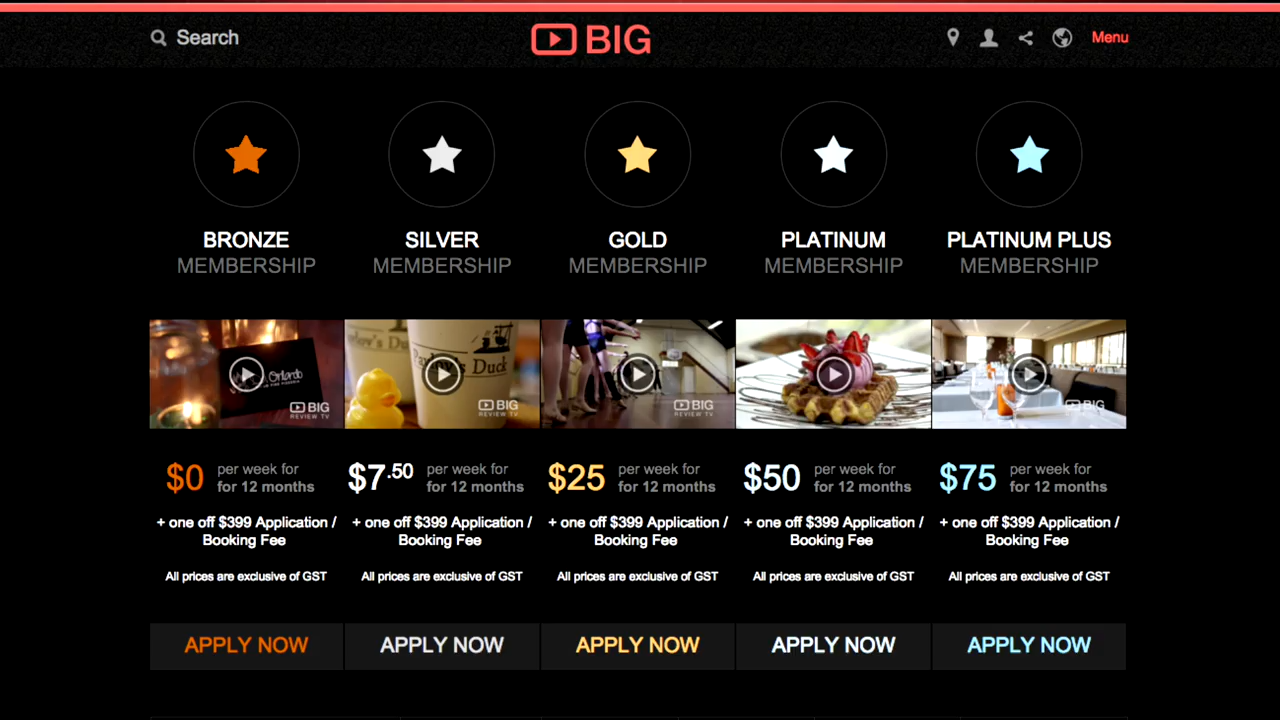 Search
BIG
Menu
BRONZE
MEMBERSHIP
SILVER
MEMBERSHIP
GOLD
MEMBERSHIP
PLATINUM
MEMBERSHIP
PLATINUM PLUS
MEMBERSHIP
Orlando
BIG
REVIEW TV
Duck
BIG
REVIEW TV
BIG
REVIEW TV
BIG
$0 per week for
for 12 months
+ one off $399 Application /
Booking Fee
All prices are exclusive of GST
$7.50 per week for
for 12 months
+ one off $399 Application /
Booking Fee
All prices are exclusive of GST
$25 per week for
for 12 months
+ one off $399 Application /
Booking Fee
All prices are exclusive of GST
$50 per week for
for 12 months
+ one off $399 Application /
Booking Fee
All prices are exclusive of GST
$75 per week for
for 12 months
+ one off $399 Application /
Booking Fee
All prices are exclusive of GST
APPLY NOW
APPLY NOW
APPLY NOW
APPLY NOW
APPLY NOW